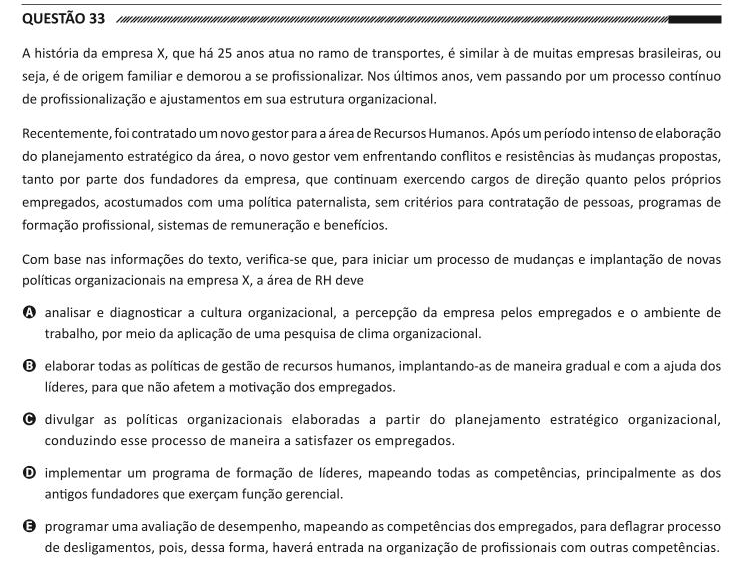 QUESTÃO 33
A história da empresa X, que há 25 anos atua no ramo de transportes, é similar à de muitas empresas brasileiras, ou
seja, é de origem familiar e demorou a se profissionalizar. Nos últimos anos, vem passando por um processo contínuo
de profissionalização e ajustamentos em sua estrutura organizacional.
Recentemente, foi contratado um novo gestor para a área de Recursos Humanos. Após um período intenso de elaboração
do planejamento estratégico da área, o novo gestor vem enfrentando conflitos e resistências às mudanças propostas,
tanto por parte dos fundadores da empresa, que continuam exercendo cargos de direção quanto pelos próprios
empregados, acostumados com uma política paternalista, sem critérios para contratação de pessoas, programas de
formação profissional, sistemas de remuneração e benefícios.
Com base nas informações do texto, verifica-se que, para iniciar um processo de mudanças e implantação de novas
políticas organizacionais na empresa X, a área de RH deve
A analisar e diagnosticar a cultura organizacional, a percepção da empresa pelos empregados e o ambiente de
trabalho, por meio da aplicação de uma pesquisa de clima organizacional.
B elaborar todas as políticas de gestão de recursos humanos, implantando-as de maneira gradual e com a ajuda dos
líderes, para que não afetem a motivação dos empregados.
C divulgar as políticas organizacionais elaboradas a partir do planejamento estratégico organizacional,
conduzindo esse processo de maneira a satisfazer os empregados.
D implementar um programa de formação de líderes, mapeando todas as competências, principalmente as dos
antigos fundadores que exerçam função gerencial.
E programar uma avaliação de desempenho, mapeando as competências dos empregados, para deflagrar processo
de desligamentos, pois, dessa forma, haverá entrada na organização de profissionais com outras competências.